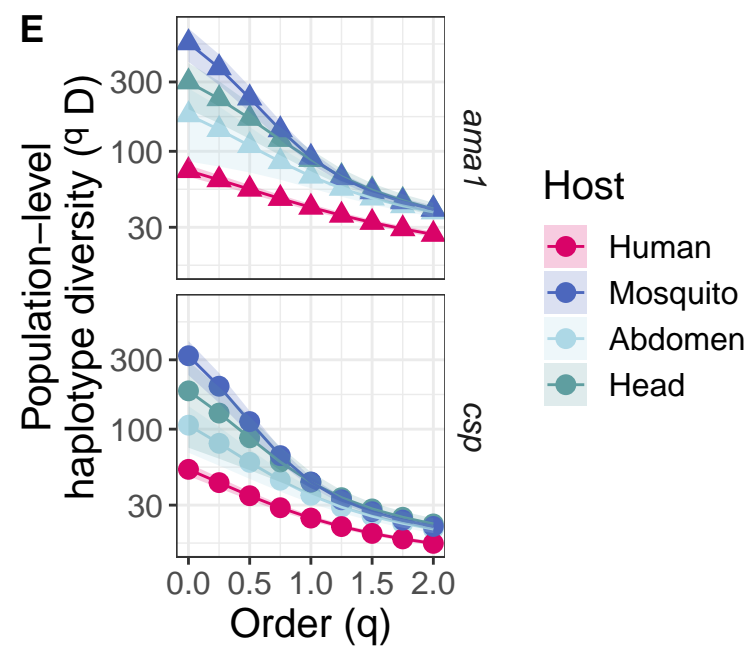 E
Population−level
haplotype diversity (q D)
300
100
30
ama1
300
100
30
csp
0.0 0.5 1.0 1.5 2.0
Order (q)
Host
Human
Mosquito
Abdomen
Head